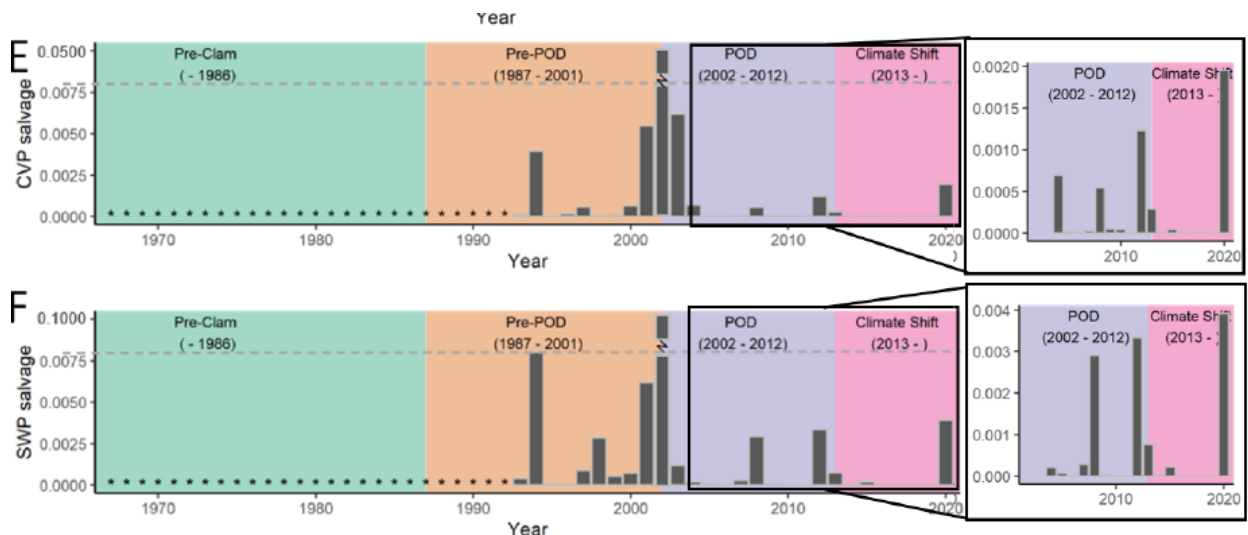 Year
F
CVP salvage
0.0500
0.0075
0.0050
0.0025
0.0000
Pre-Clam
( - 1986)
Pre-POD
(1987 - 2001)
POD
(2002 - 2012)
Climate Shift
(2013 - )
* * * * * * * * * * * * * * * * * * * * * * * * * *
1970 1980 1990 2000 2010 2020
Year
0.0020
0.0015
0.0010
0.0005
0.0000
POD
(2002 - 2012)
Climate Shift
(2013 - )
2010 2020
F
SWP salvage
0.1000
0.0075
0.0050
0.0025
0.0000
Pre-Clam
( - 1986)
Pre-POD
(1987 - 2001)
POD
(2002 - 2012)
Climate Shift
(2013 - )
* * * * * * * * * * * * * * * * * * * * * * * * * *
1970 1980 1990 2000 2010 2020
Year
0.004
0.003
0.002
0.001
0.000
POD
(2002 - 2012)
Climate Shift
(2013 - )
2010 2020